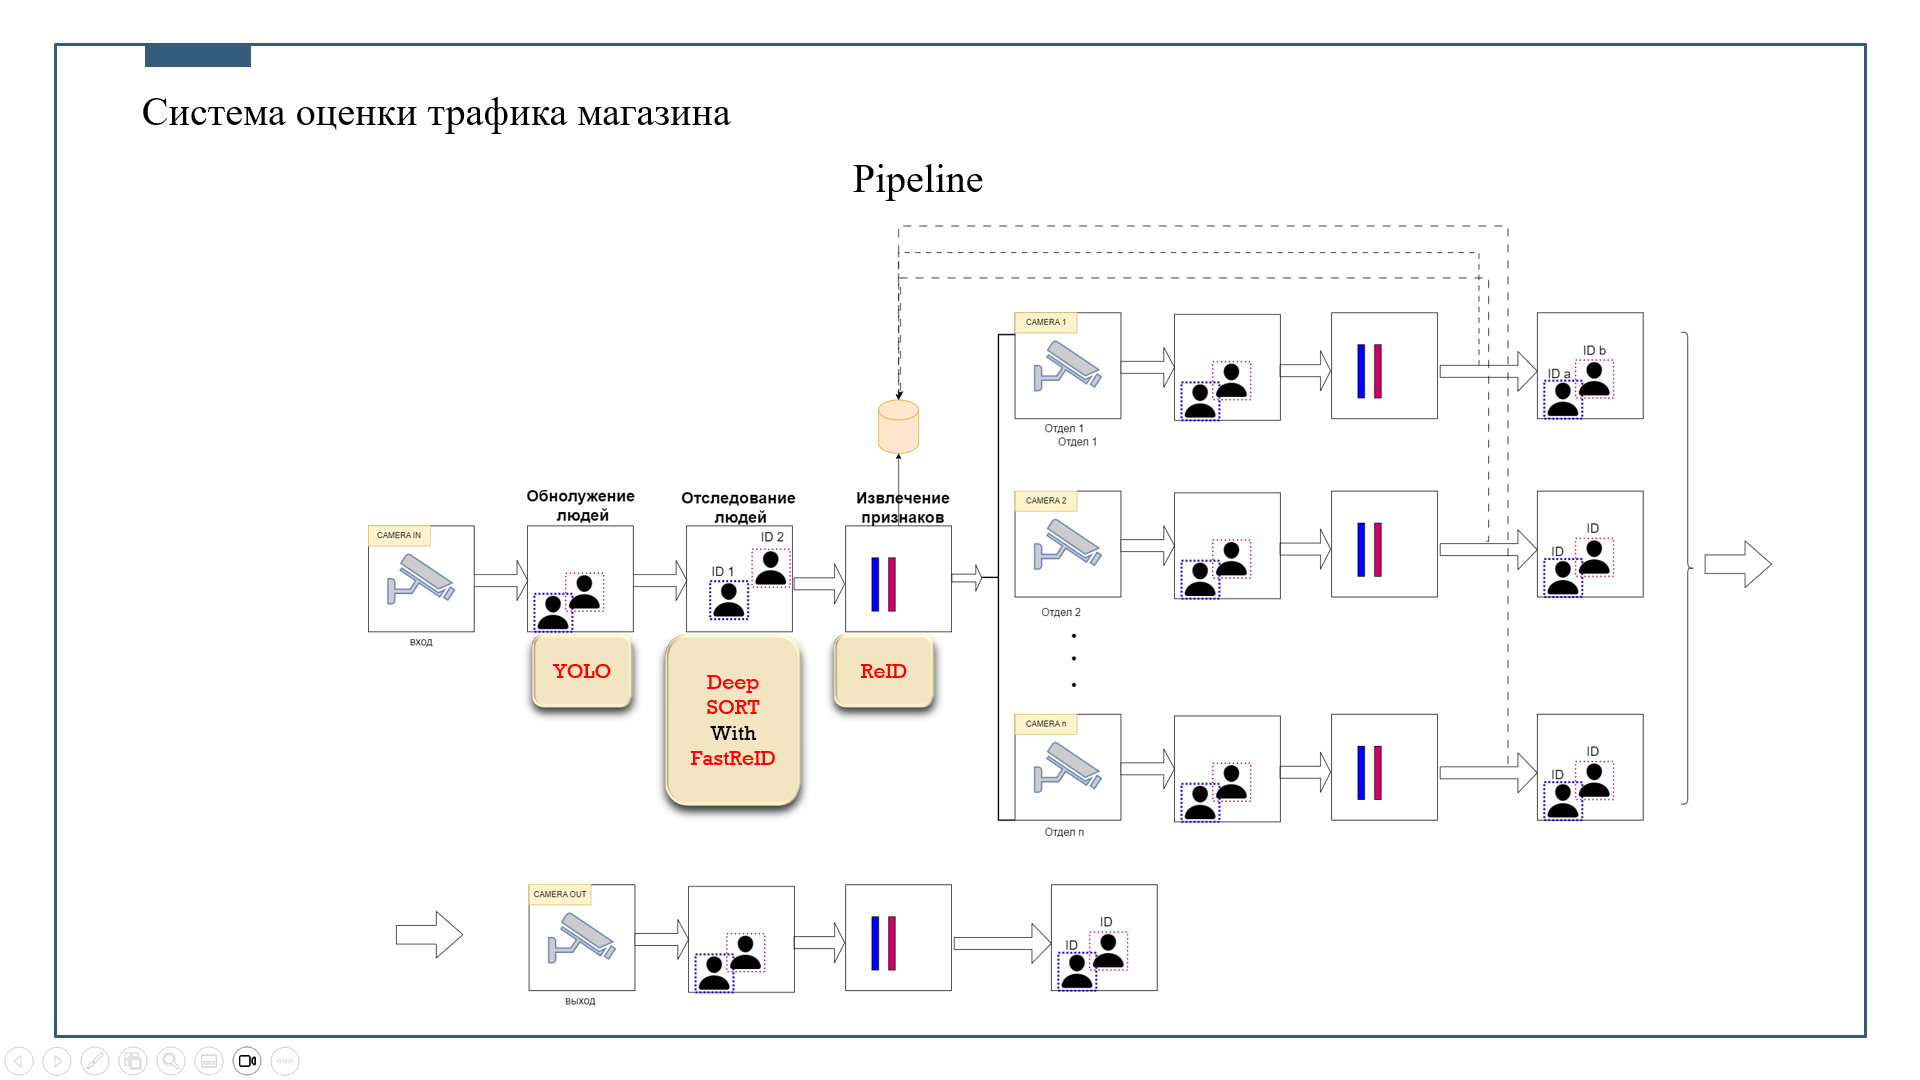 Система оценки трафика магазина
Pipeline
CAMERA 1
ID b
ID a
Отдел 1
Отдел 1
Обнолужение
людей
Отследование
людей
Извлечение
признаков
CAMERA IN
ID 2
ID 1
вход
YOLO
Deep
SORT
With
FastReID
ReID
CAMERA 2
ID
ID
Отдел 2
CAMERA n
ID
ID
Отдел n
CAMERA OUT
ID
ID
выход